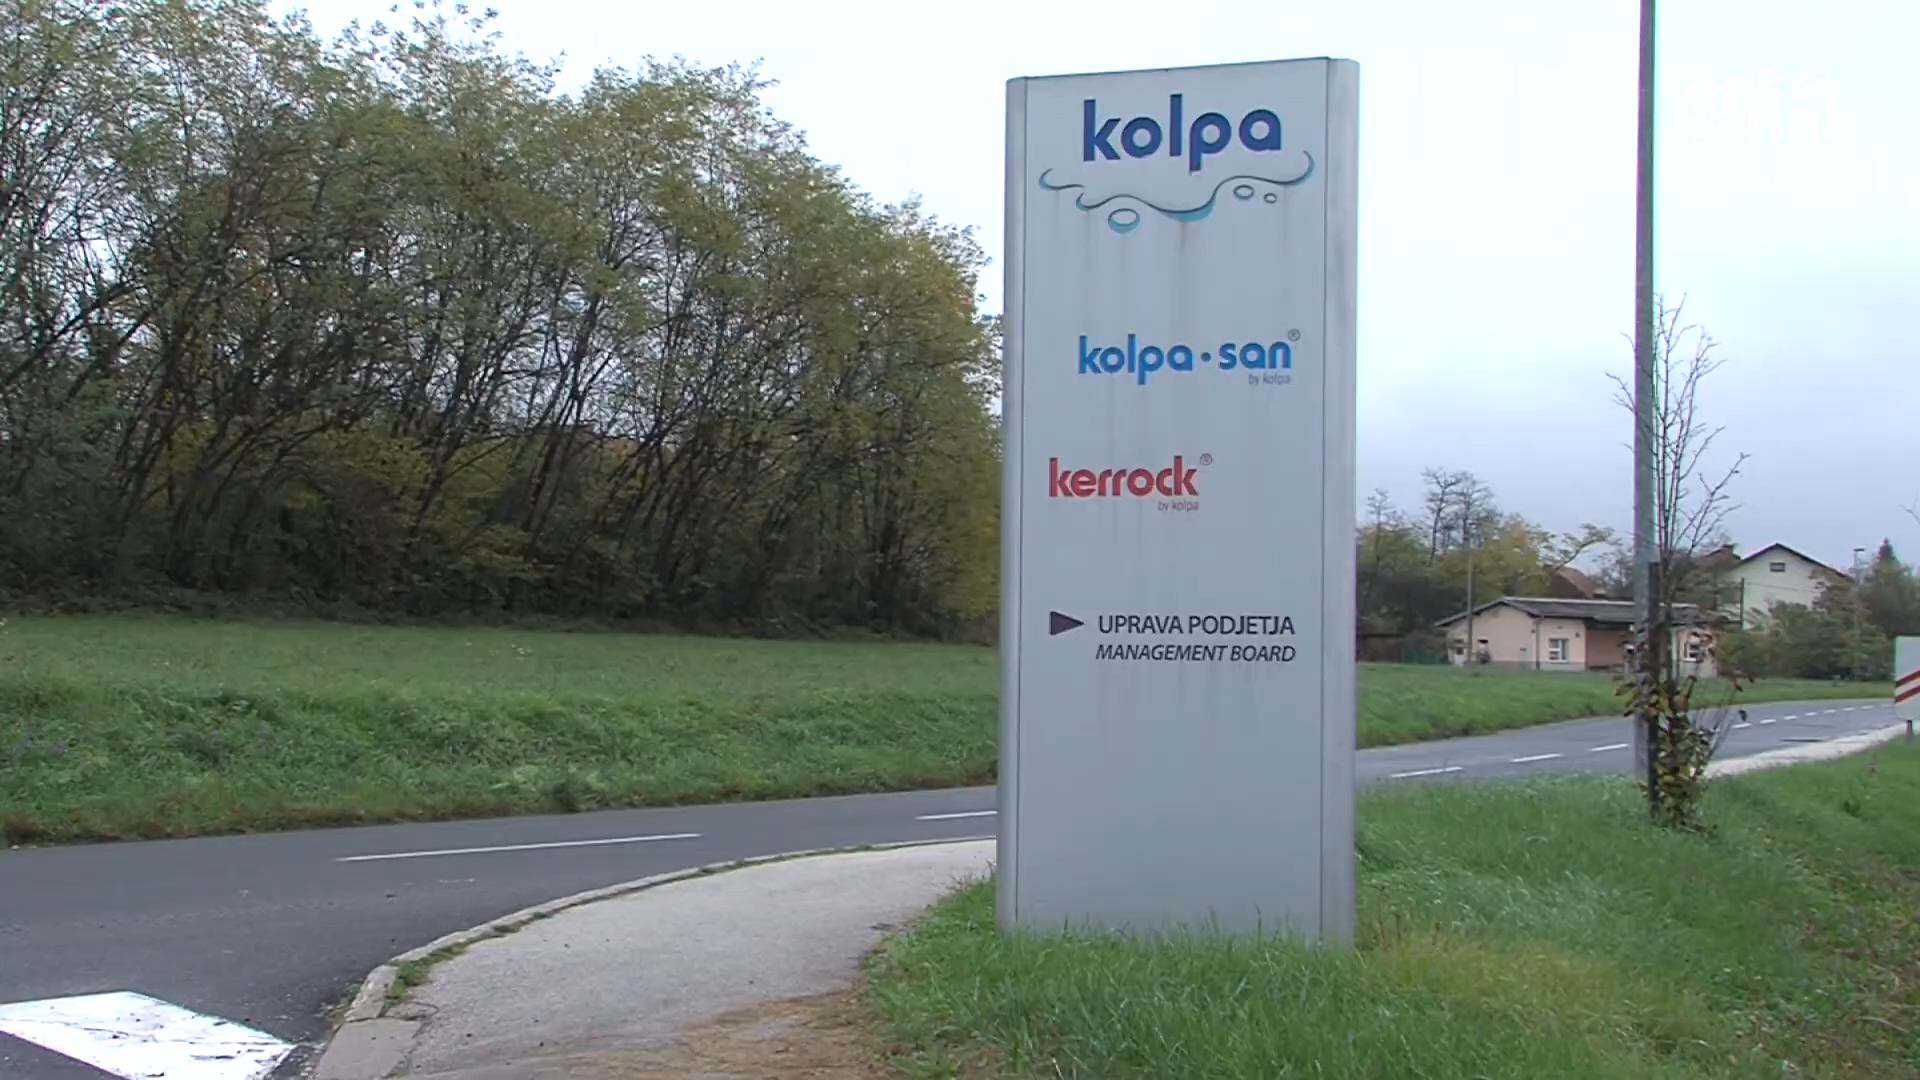 kolpa
kolpa•san®
by kolpa
kerrock®
by kolpa
UPRAVA PODJETJA
MANAGEMENT BOARD